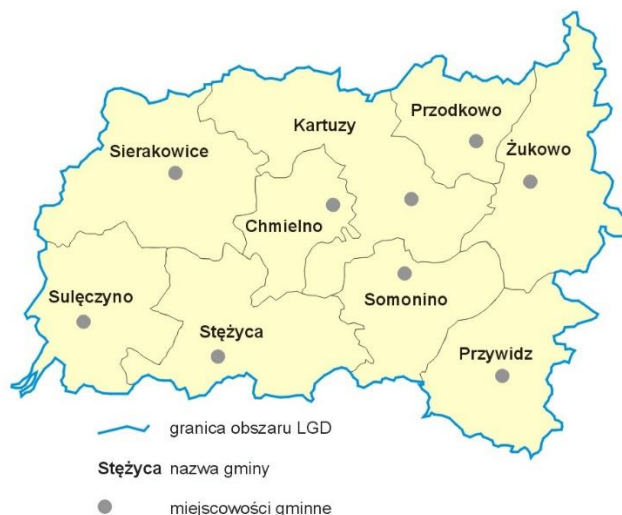 Przodkowo
Kartuzy
Sierakowice
Żukowo
Chmielno
Sulęczyno
Somonino
Stężyca
Przywidz
granica obszaru LGD
Stężyca nazwa gminy
miejscowości gminne